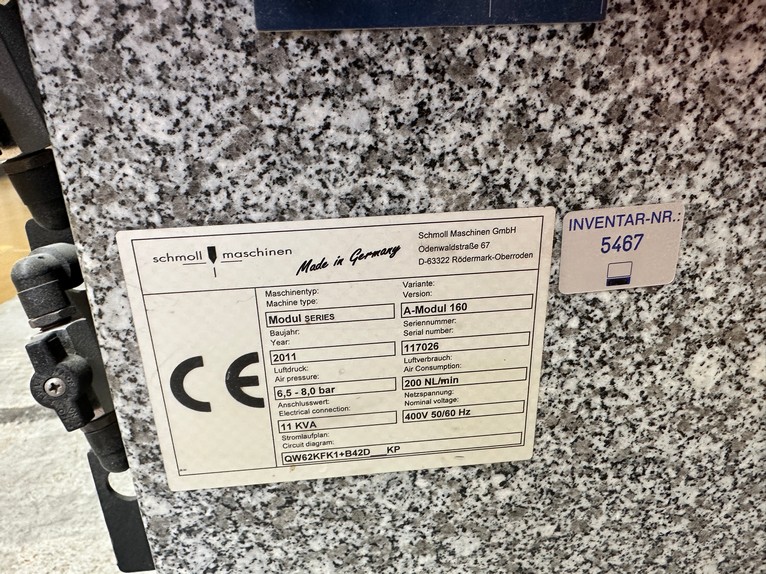 schmoll maschinen
Made in Germany
Schmoll Maschinen GmbH
Odenwaldstraße 67
D-63322 Rödermark-Oberroden
CE
Maschinentyp:
Machine type:
Modul SERIES
Baujahr:
Year:
2011
Luftdruck:
Air pressure:
6,5 - 8,0 bar
Anschlusswert:
Electrical connection:
11 KVA
Stromlaufplan:
Circuit diagram:
QW62KFK1+B42D__KP
Variante:
Version:
A-Modul 160
Seriennummer:
Serial number:
117026
Luftverbrauch:
Air Consumption:
200 NL/min
Netzspannung:
Nominal voltage:
400V 50/60 Hz
INVENTAR-NR.:
5467